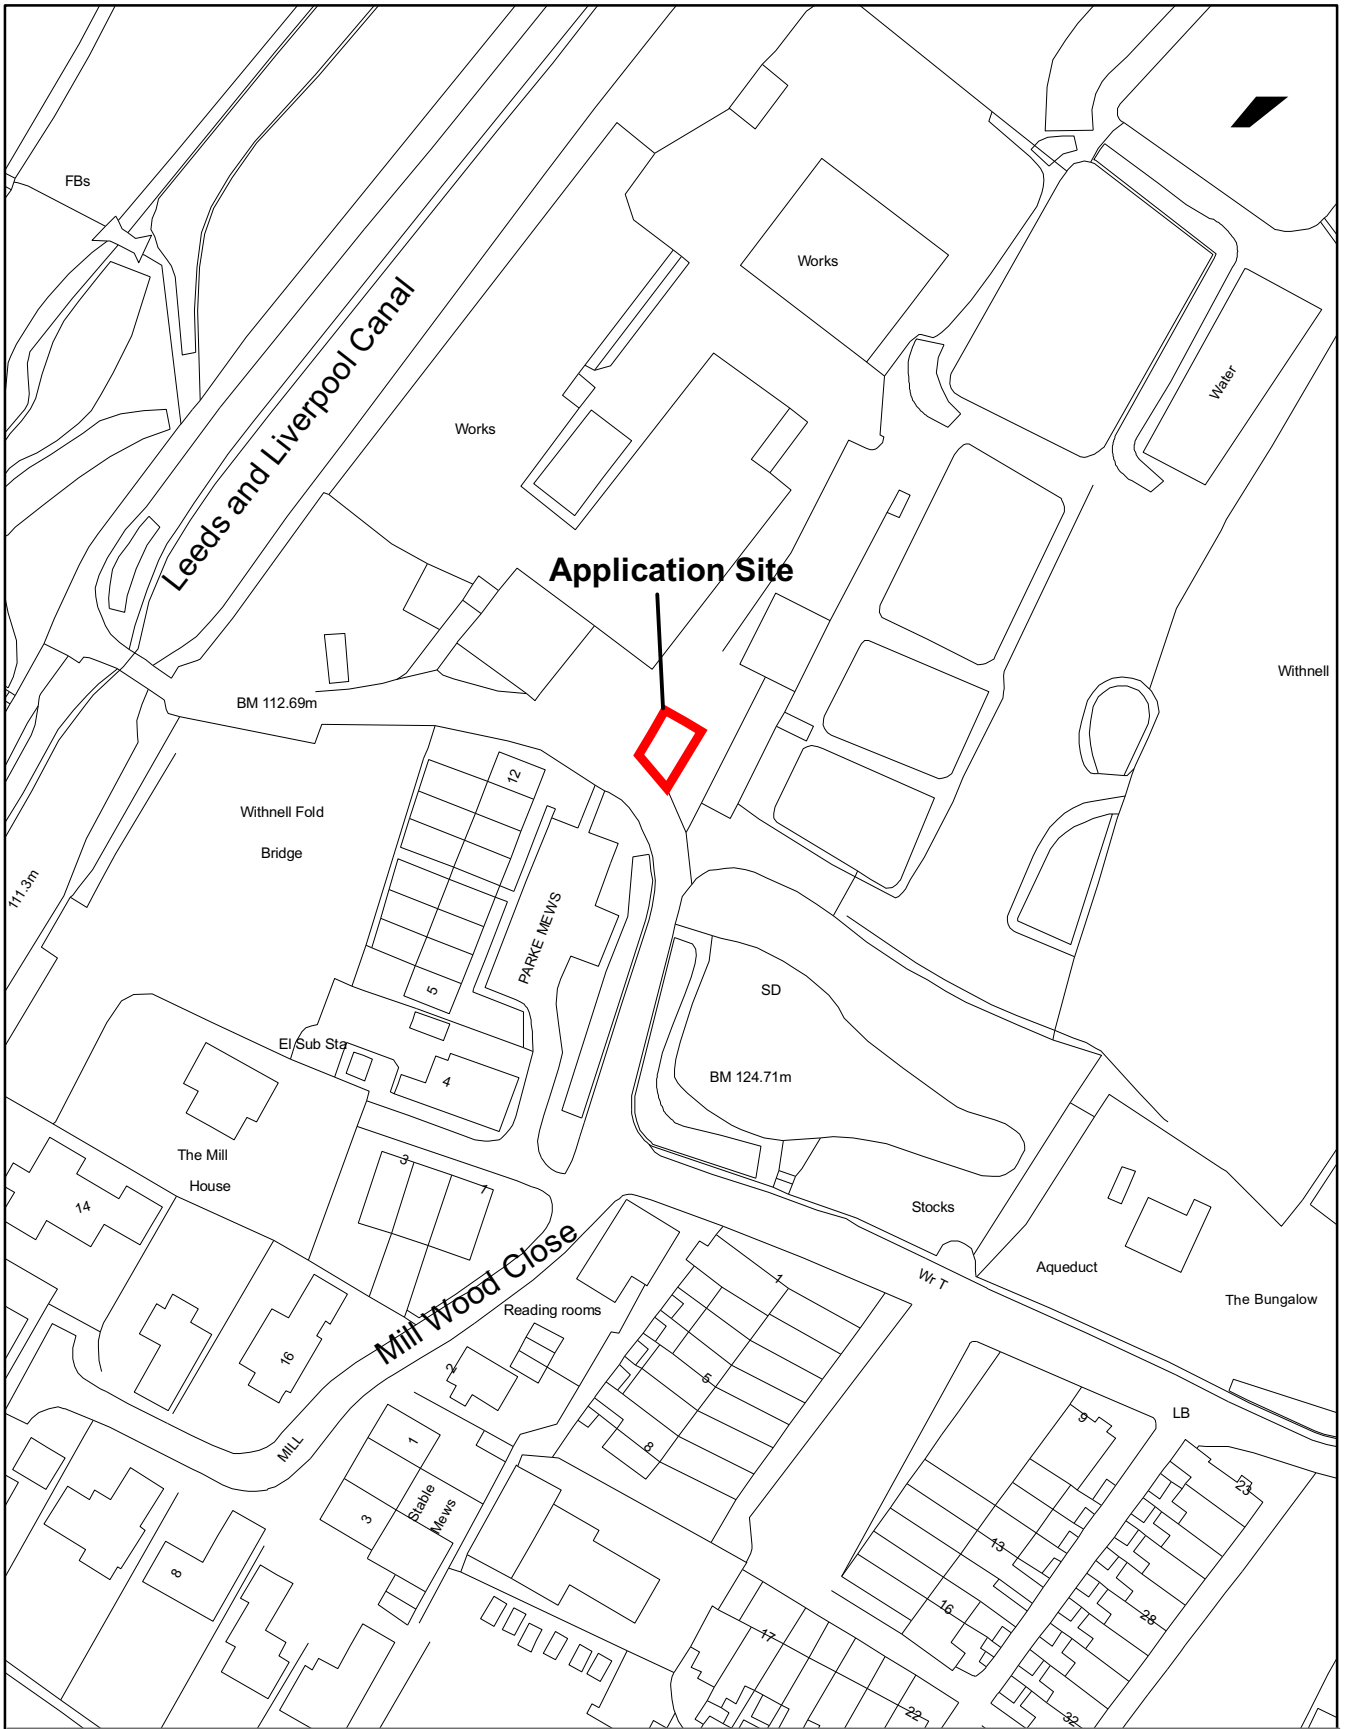 FBs
Works
Leeds and Liverpool Canal
Water
Works
Application Site
Withnell
BM 112.69m
12
Withnell Fold
Bridge
111.3m
PARKE MEWS
5
SD
El Sub Sta
4
BM 124.71m
The Mill
House
3
1
14
Stocks
Mill Wood Close
Wr T
Aqueduct
The Bungalow
1
Reading rooms
16
2
5
8
9
LB
MILL
1
Stable
Mews
3
23
13
8
16
28
17
22
32